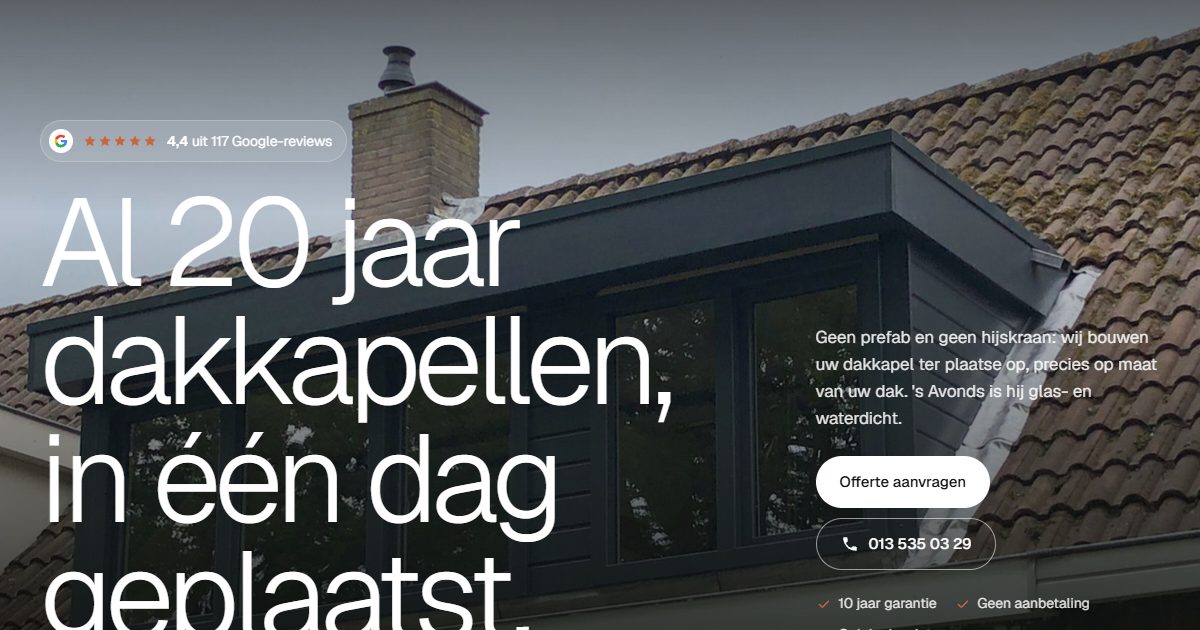 4,4 uit 117 Google-reviews
Al 20 jaar
dakkapellen,
in één dag
geplaatst.
Geen prefab en geen hijskraan: wij bouwen
uw dakkapel ter plaatse op, precies op maat
van uw dak. 's Avonds is hij glas- en
waterdicht.
Offerte aanvragen
013 535 03 29
10 jaar garantie
Geen aanbetaling